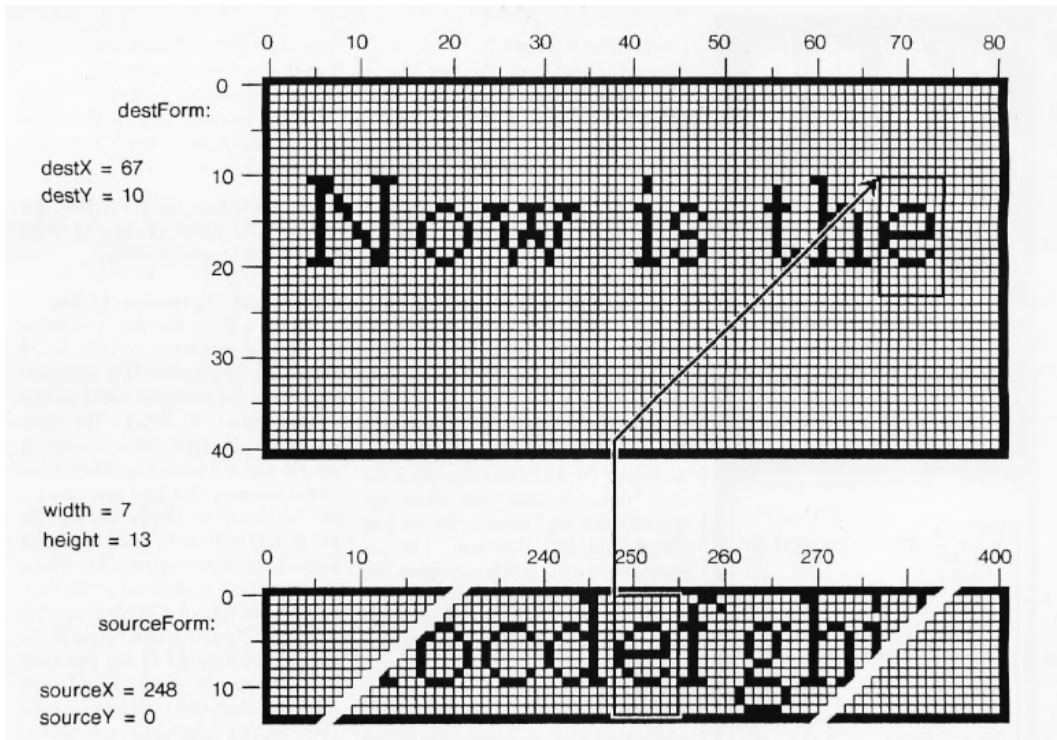 0 10 20 30 40 50 60 70 80
0
destForm:
destX = 67
destY = 10
10
Now is the
20
30
40
width = 7
height = 13
0 10 240 250 260 270 400
0
sourceForm:
cdefgh
10
sourceX = 248
sourceY = 0